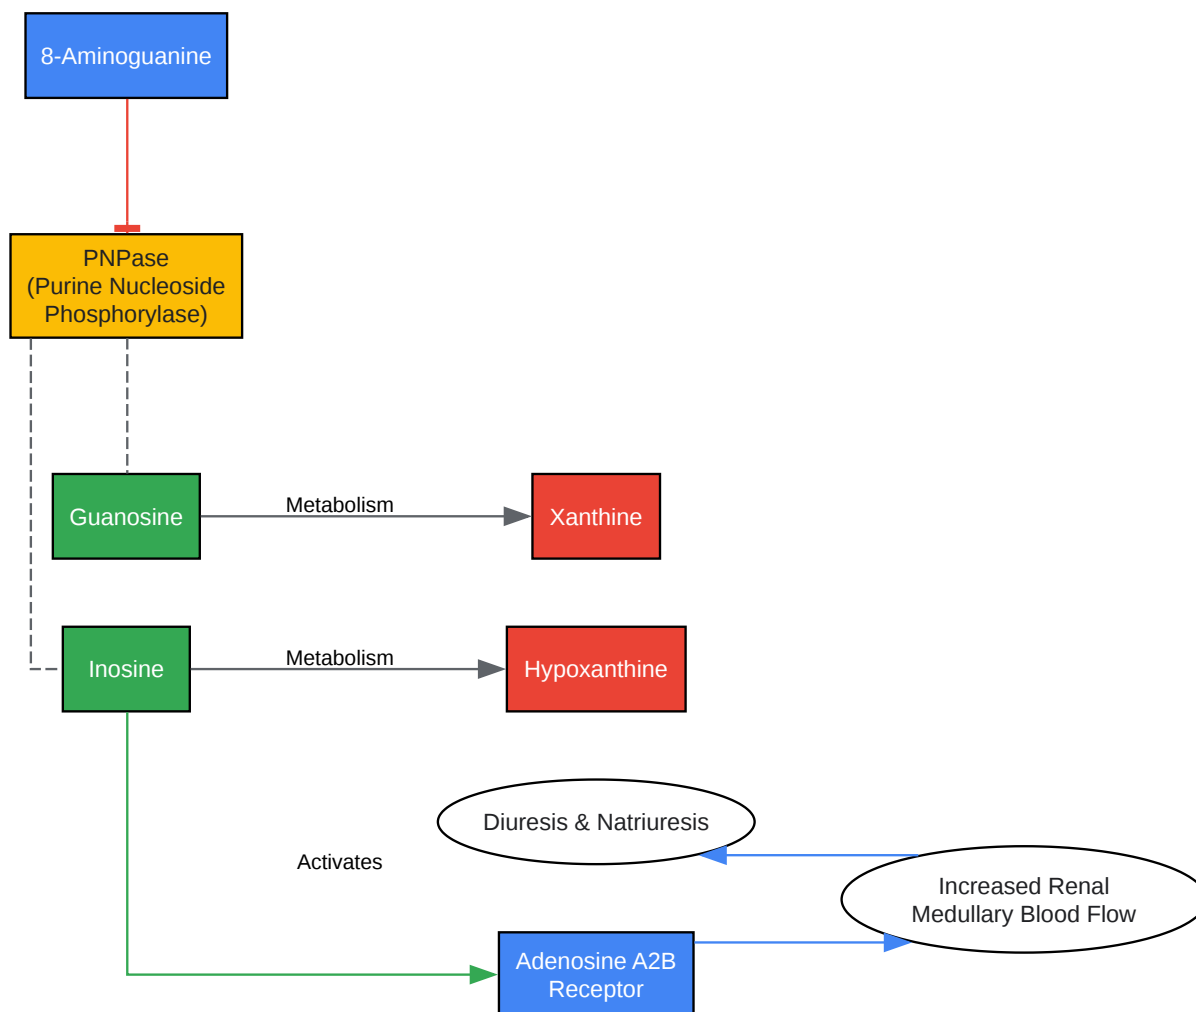 8-Aminoguanine
PNPase
(Purine Nucleoside
Phosphorylase)
Guanosine
Metabolism
Xanthine
Inosine
Metabolism
Hypoxanthine
Diuresis & Natriuresis
Activates
Increased Renal
Medullary Blood Flow
Adenosine A2B
Receptor